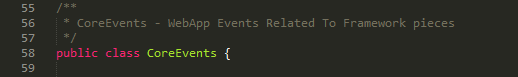 55 /**
56  * CoreEvents - WebApp Events Related To Framework pieces
57  */
58 public class CoreEvents {
59